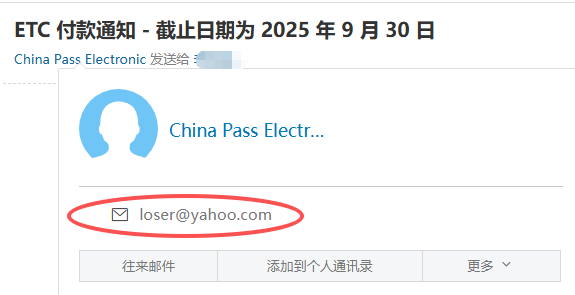 ETC 付款通知 - 截止日期为 2025 年 9 月 30 日
China Pass Electronic 发送给
China Pass Electr...
loser@yahoo.com
往来邮件 添加到个人通讯录 更多